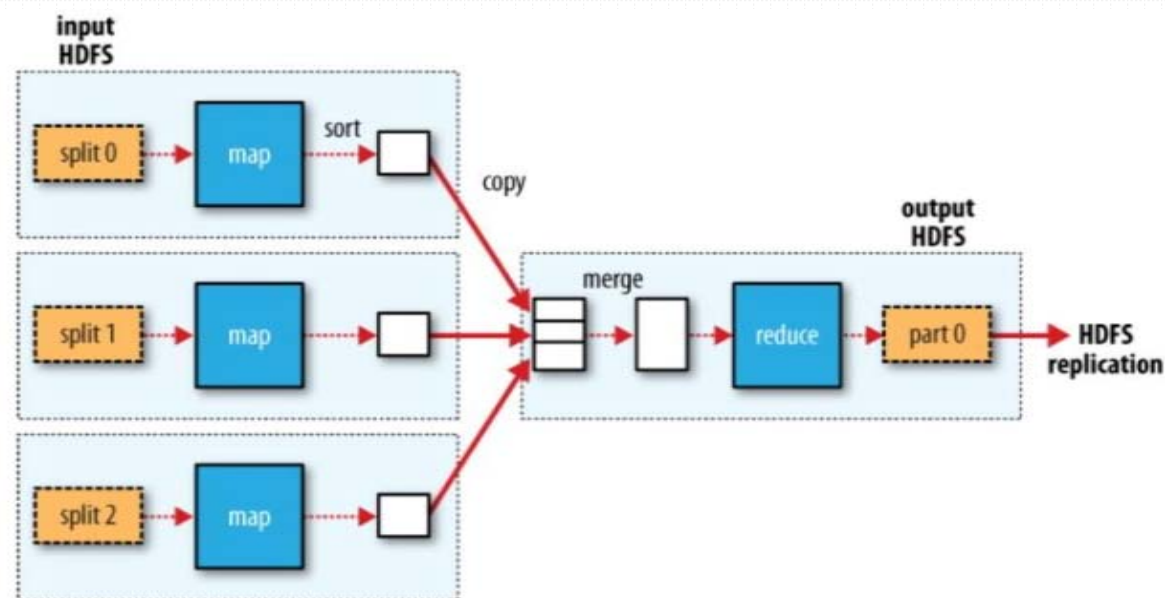 input
HDFS
split 0
map
sort
copy
split 1
map
split 2
map
merge
reduce
output
HDFS
part 0
HDFS
replication